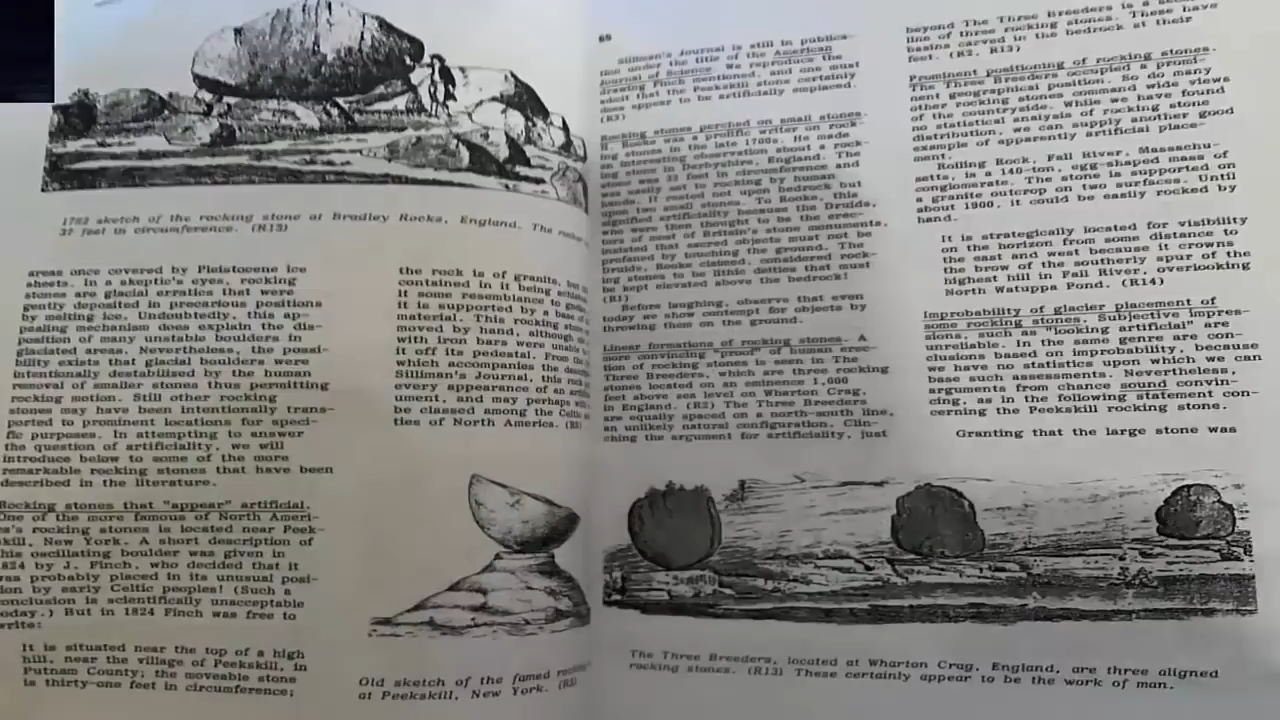 1782 sketch of the rocking stone at Bradley Rocks, England. The rocker
37 feet in circumference. (R13)
areas once covered by Pleistocene ice
sheets. In a skeptic's eyes, rocking
stones are glacial erratics that were
gently deposited in precarious positions
by melting ice. Undoubtedly, this ap-
pealing mechanism does explain the dis-
position of many unstable boulders in
glaciated areas. Nevertheless, the possi-
bility exists that glacial boulders were
intentionally destabilized by the human
removal of smaller stones thus permitting
rocking motion. Still other rocking
stones may have been intentionally trans-
ported to prominent locations for speci-
fic purposes. In attempting to answer
the question of artificiality, we will
introduce below to some of the more
remarkable rocking stones that have been
described in the literature.
Rocking stones that "appear" artificial.
One of the more famous of North Ameri-
ca's rocking stones is located near Peek-
skill, New York. A short description of
his oscillating boulder was given in
824 by J. Finch, who decided that it
was probably placed in its unusual posi-
ion by early Celtic peoples! (Such a
onclusion is scientifically unacceptable
oday.) But in 1824 Finch was free to
write:
It is situated near the top of a high
hill, near the village of Peekskill, in
Putnam County; the moveable stone
is thirty-one feet in circumference;
the rock is of granite, but
contained in it being
it some resemblance to
it is supported by a base of
material. This rocking stone
moved by hand, although
with iron bars were unable
it off its pedestal. From the
which accompanies the
Silliman's Journal, this rock
every appearance of an
ument, and may perhaps
be classed among the Celtic
ties of North America.
Old sketch of the famed
at Peekskill, New York.
69
Silliman's Journal is still in publica-
tion under the title of the American
Journal of Science. We reproduce the
drawing Finch mentioned, and one must
admit that the Peekskill stone certainly
does appear to be artificially emplaced.
(R3)
Rocking stones perched on small stones.
H. Rooke was a prolific writer on rock-
ing stones in the late 1700s. He made
an interesting observation about a rock-
ing stone in Derbyshire, England. The
stone was feet in circumference and
was easily set to rocking by human
hands. It rested not upon bedrock but
upon two small stones. To Rooke, this
signified artificiality because the Druids,
who were then thought to be the erec-
tors of most of Britain's stone monuments,
insisted that sacred objects must not be
profaned by touching the ground. The
Druids, Rooke claimed, considered rock-
ing stones to be lithic deities that must
be kept elevated above the bedrock!
(R1)
Before laughing, observe that even
today we show contempt for objects by
throwing them on the ground.
Linear formations of rocking stones. A
more convincing "proof" of human erec-
tion of rocking stones is seen in The
Three Breeders, which are three rocking
stones located on an eminence 1,000
feet above sea level on Wharton Crag,
in England. (R2) The Three Breeders
are equally spaced on a north-south line,
an unlikely natural configuration. Clin-
ching the argument for artificiality, just
beyond The Three Breeders is a
line of three rocking stones. These have
basins carved in the bedrock at their
feet. (R2, R13)
Prominent positioning of rocking stones.
The Three Breeders occupied a promi-
nent geographical position. So do many
other rocking stones command wide views
of the countryside. While we have found
no statistical analysis of rocking stone
distribution, we can supply another good
example of apparently artificial place-
ment.
Rolling Rock, Fall River, Massachu-
setts, is a 140-ton, egg-shaped mass of
conglomerate. The stone is supported on
a granite outcrop on two surfaces. Until
about 1900, it could be easily rocked by
hand.
It is strategically located for visibility
on the horizon from some distance to
the east and west because it crowns
the brow of the southerly spur of the
highest hill in Fall River, overlooking
North Watuppa Pond. (R14)
Improbability of glacier placement of
some rocking stones. Subjective impres-
sions, such as "looking artificial" are
unreliable. In the same genre are con-
clusions based on improbability, because
we have no statistics upon which we can
base such assessments. Nevertheless,
arguments from chance sound convin-
cing, as in the following statement con-
cerning the Peekskill rocking stone.
Granting that the large stone was
The Three Breeders, located at Wharton Crag, England, are three aligned
rocking stones. (R13) These certainly appear to be the work of man.